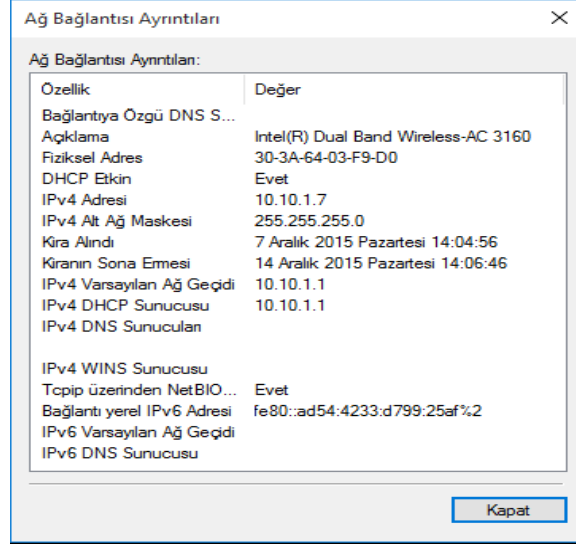 Ağ Bağlantısı Ayrıntıları
Ağ Bağlantısı Ayrıntıları:
Özellik Değer
Bağlantıya Özgü DNS S...
Açıklama Intel(R) Dual Band Wireless-AC 3160
Fiziksel Adres 30-3A-64-03-F9-D0
DHCP Etkin Evet
IPv4 Adresi 10.10.1.7
IPv4 Alt Ağ Maskesi 255.255.255.0
Kira Alındı 7 Aralık 2015 Pazartesi 14:04:56
Kiranın Sona Ermesi 14 Aralık 2015 Pazartesi 14:06:46
IPv4 Varsayılan Ağ Geçidi 10.10.1.1
IPv4 DHCP Sunucusu 10.10.1.1
IPv4 DNS Sunucuları
IPv4 WINS Sunucusu
Tcpip üzerinden NetBIO... Evet
Bağlantı yerel IPv6 Adresi fe80::ad54:4233:d799:25af%2
IPv6 Varsayılan Ağ Geçidi
IPv6 DNS Sunucusu
Kapat